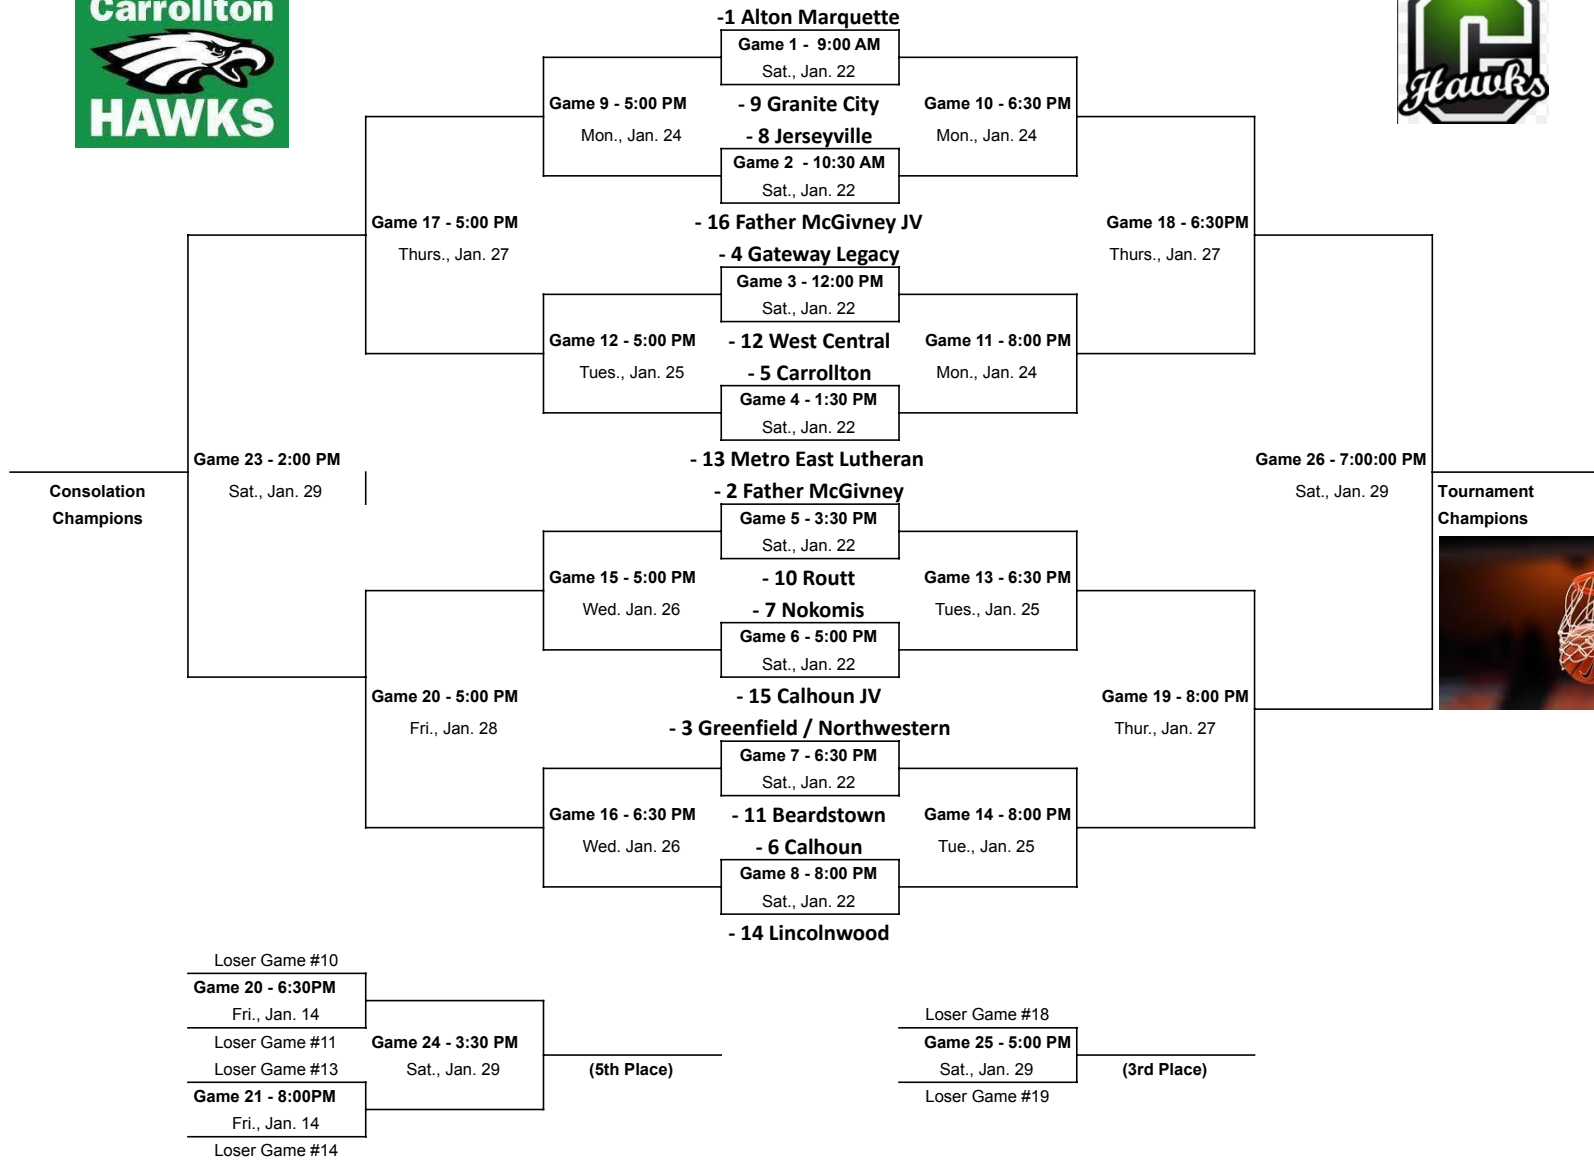 Carrollton
HAWKS
Hawks
-1 Alton Marquette
Game 1 - 9:00 AM
Sat., Jan. 22
Game 9 - 5:00 PM
- 9 Granite City
Game 10 - 6:30 PM
Mon., Jan. 24
- 8 Jerseyville
Mon., Jan. 24
Game 2 - 10:30 AM
Sat., Jan. 22
Game 17 - 5:00 PM
- 16 Father McGivney JV
Game 18 - 6:30PM
Thurs., Jan. 27
- 4 Gateway Legacy
Thurs., Jan. 27
Game 3 - 12:00 PM
Sat., Jan. 22
Game 12 - 5:00 PM
- 12 West Central
Game 11 - 8:00 PM
Tues., Jan. 25
- 5 Carrollton
Mon., Jan. 24
Game 4 - 1:30 PM
Sat., Jan. 22
Game 23 - 2:00 PM
- 13 Metro East Lutheran
Game 26 - 7:00:00 PM
Consolation
Champions
Sat., Jan. 29
- 2 Father McGivney
Sat., Jan. 29
Tournament
Champions
Game 5 - 3:30 PM
Sat., Jan. 22
Game 15 - 5:00 PM
- 10 Routt
Game 13 - 6:30 PM
Wed. Jan. 26
- 7 Nokomis
Tues., Jan. 25
Game 6 - 5:00 PM
Sat., Jan. 22
Game 20 - 5:00 PM
- 15 Calhoun JV
Game 19 - 8:00 PM
Fri., Jan. 28
- 3 Greenfield / Northwestern
Thur., Jan. 27
Game 7 - 6:30 PM
Sat., Jan. 22
Game 16 - 6:30 PM
- 11 Beardstown
Game 14 - 8:00 PM
Wed. Jan. 26
- 6 Calhoun
Tue., Jan. 25
Game 8 - 8:00 PM
Sat., Jan. 22
- 14 Lincolnwood
Loser Game #10
Game 20 - 6:30PM
Fri., Jan. 14
Loser Game #11
Game 24 - 3:30 PM
Loser Game #13
Sat., Jan. 29
(5th Place)
Game 21 - 8:00PM
Fri., Jan. 14
Loser Game #14
Loser Game #18
Game 25 - 5:00 PM
Sat., Jan. 29
(3rd Place)
Loser Game #19